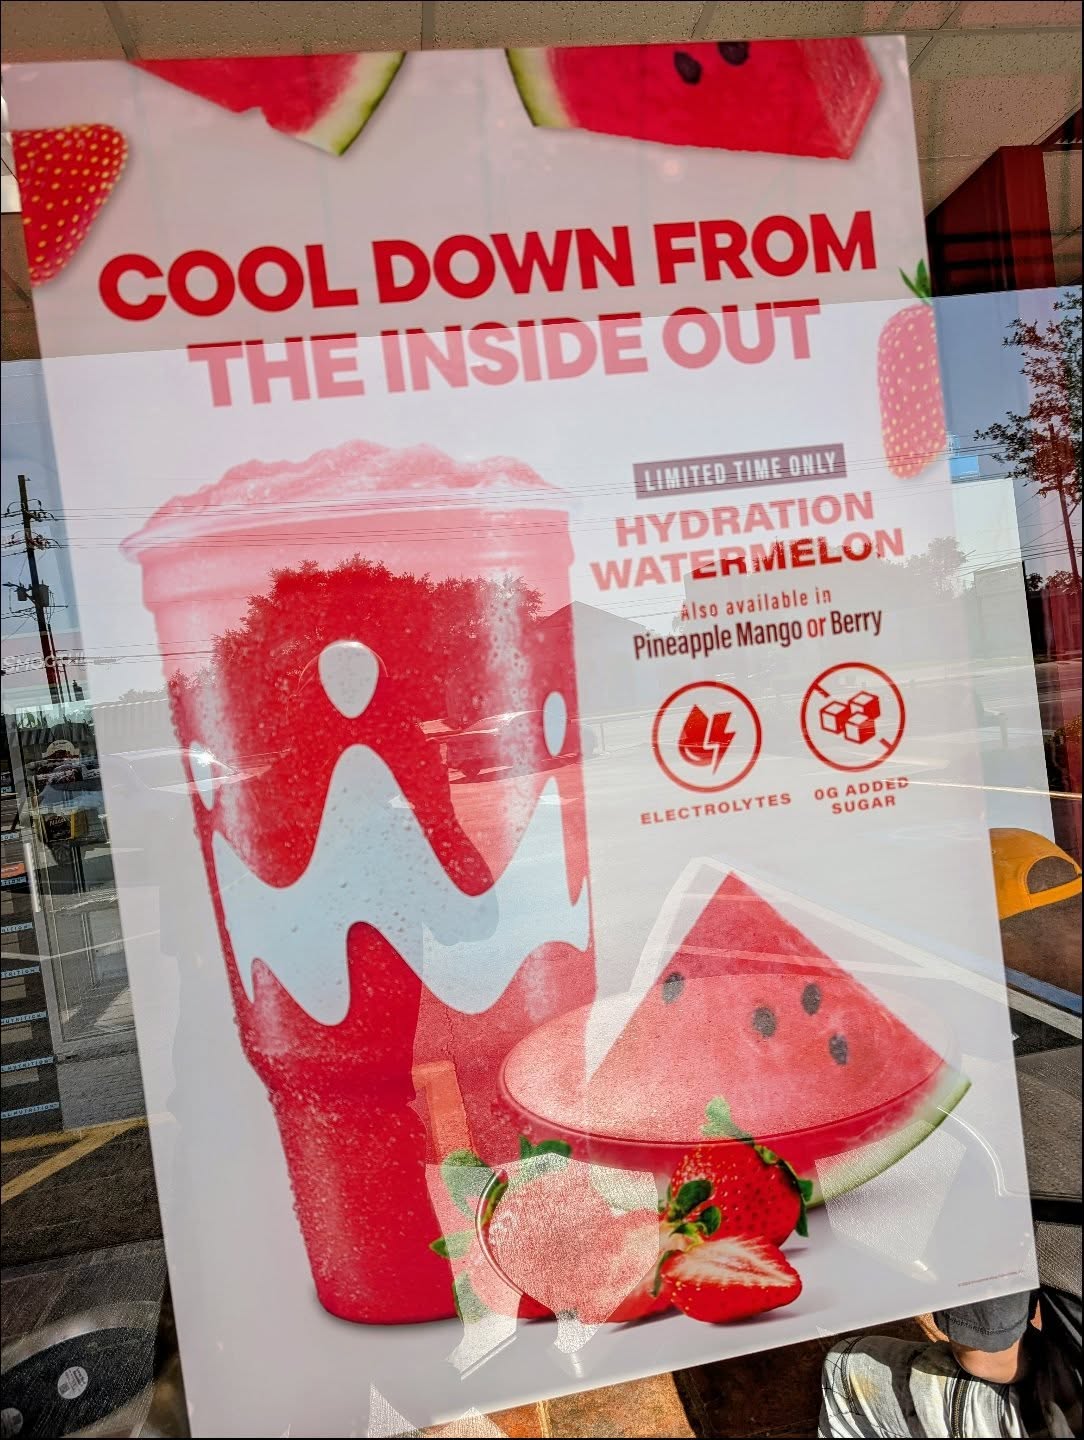 COOL DOWN FROM
THE INSIDE OUT
LIMITED TIME ONLY
HYDRATION
WATERMELON
Also available in
Pineapple Mango or Berry
ELECTROLYTES
0G ADDED
SUGAR